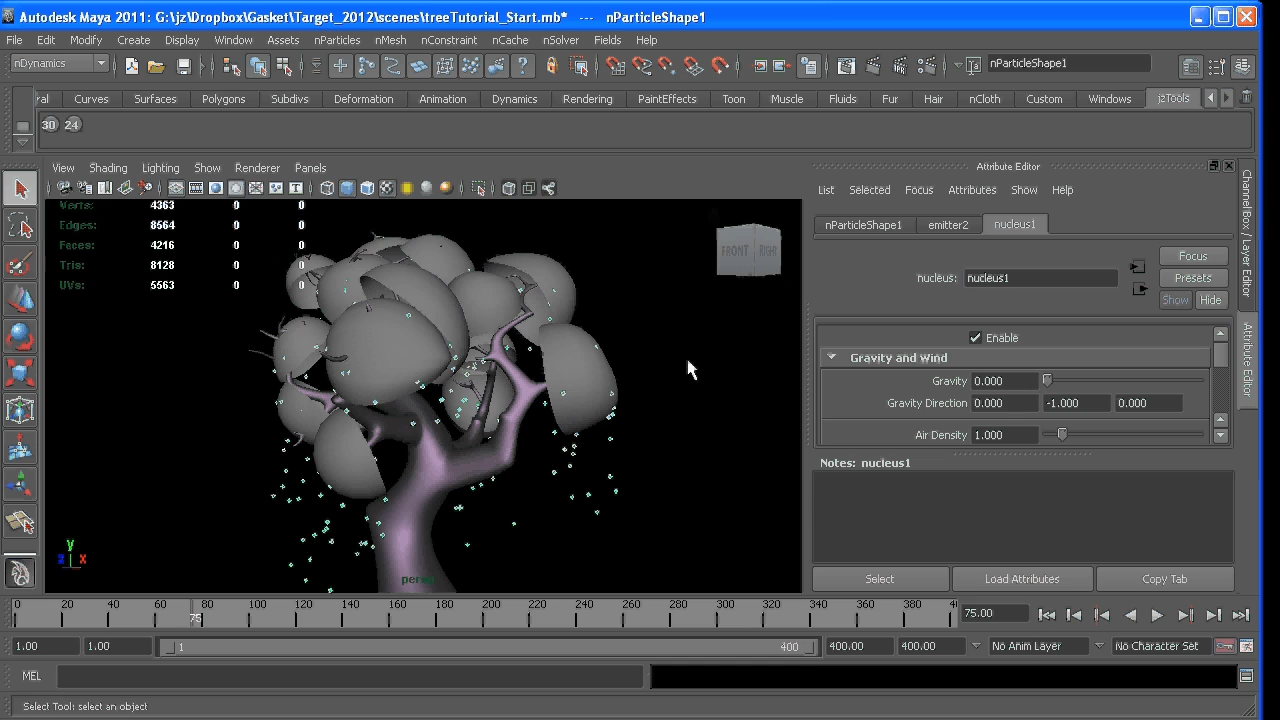 Autodesk Maya 2011: G:\jz\Dropbox\Gasket\Target_2012\scenes\treeTutorial_Start.mb* --- nParticleShape1
File Edit Modify Create Display Window Assets nParticles nMesh nConstraint nCache nSolver Fields Help
nDynamics nParticleShape1
ral Curves Surfaces Polygons Subdivs Deformation Animation Dynamics Rendering PaintEffects Toon Muscle Fluids Fur Hair nCloth Custom Windows jzTools
30 24
View Shading Lighting Show Renderer Panels
Verts: 4363 0 0
Edges: 8564 0 0
Faces: 4216 0 0
Tris: 8128 0 0
UVs: 5563 0 0
FRONT RIGHT
y
z x
persp
Attribute Editor
List Selected Focus Attributes Show Help
nParticleShape1 emitter2 nucleus1
Focus
nucleus: nucleus1 Presets
Show Hide
Enable
Gravity and Wind
Gravity 0.000
Gravity Direction 0.000 -1.000 0.000
Air Density 1.000
Notes: nucleus1
Select Load Attributes Copy Tab
Channel Box / Layer Editor
Attribute Editor
0 20 40 60 80 100 120 140 160 180 200 220 240 260 280 300 320 340 360 380 40
75 75.00
1.00 1.00 1 400 400.00 400.00 No Anim Layer No Character Set
MEL
Select Tool: select an object